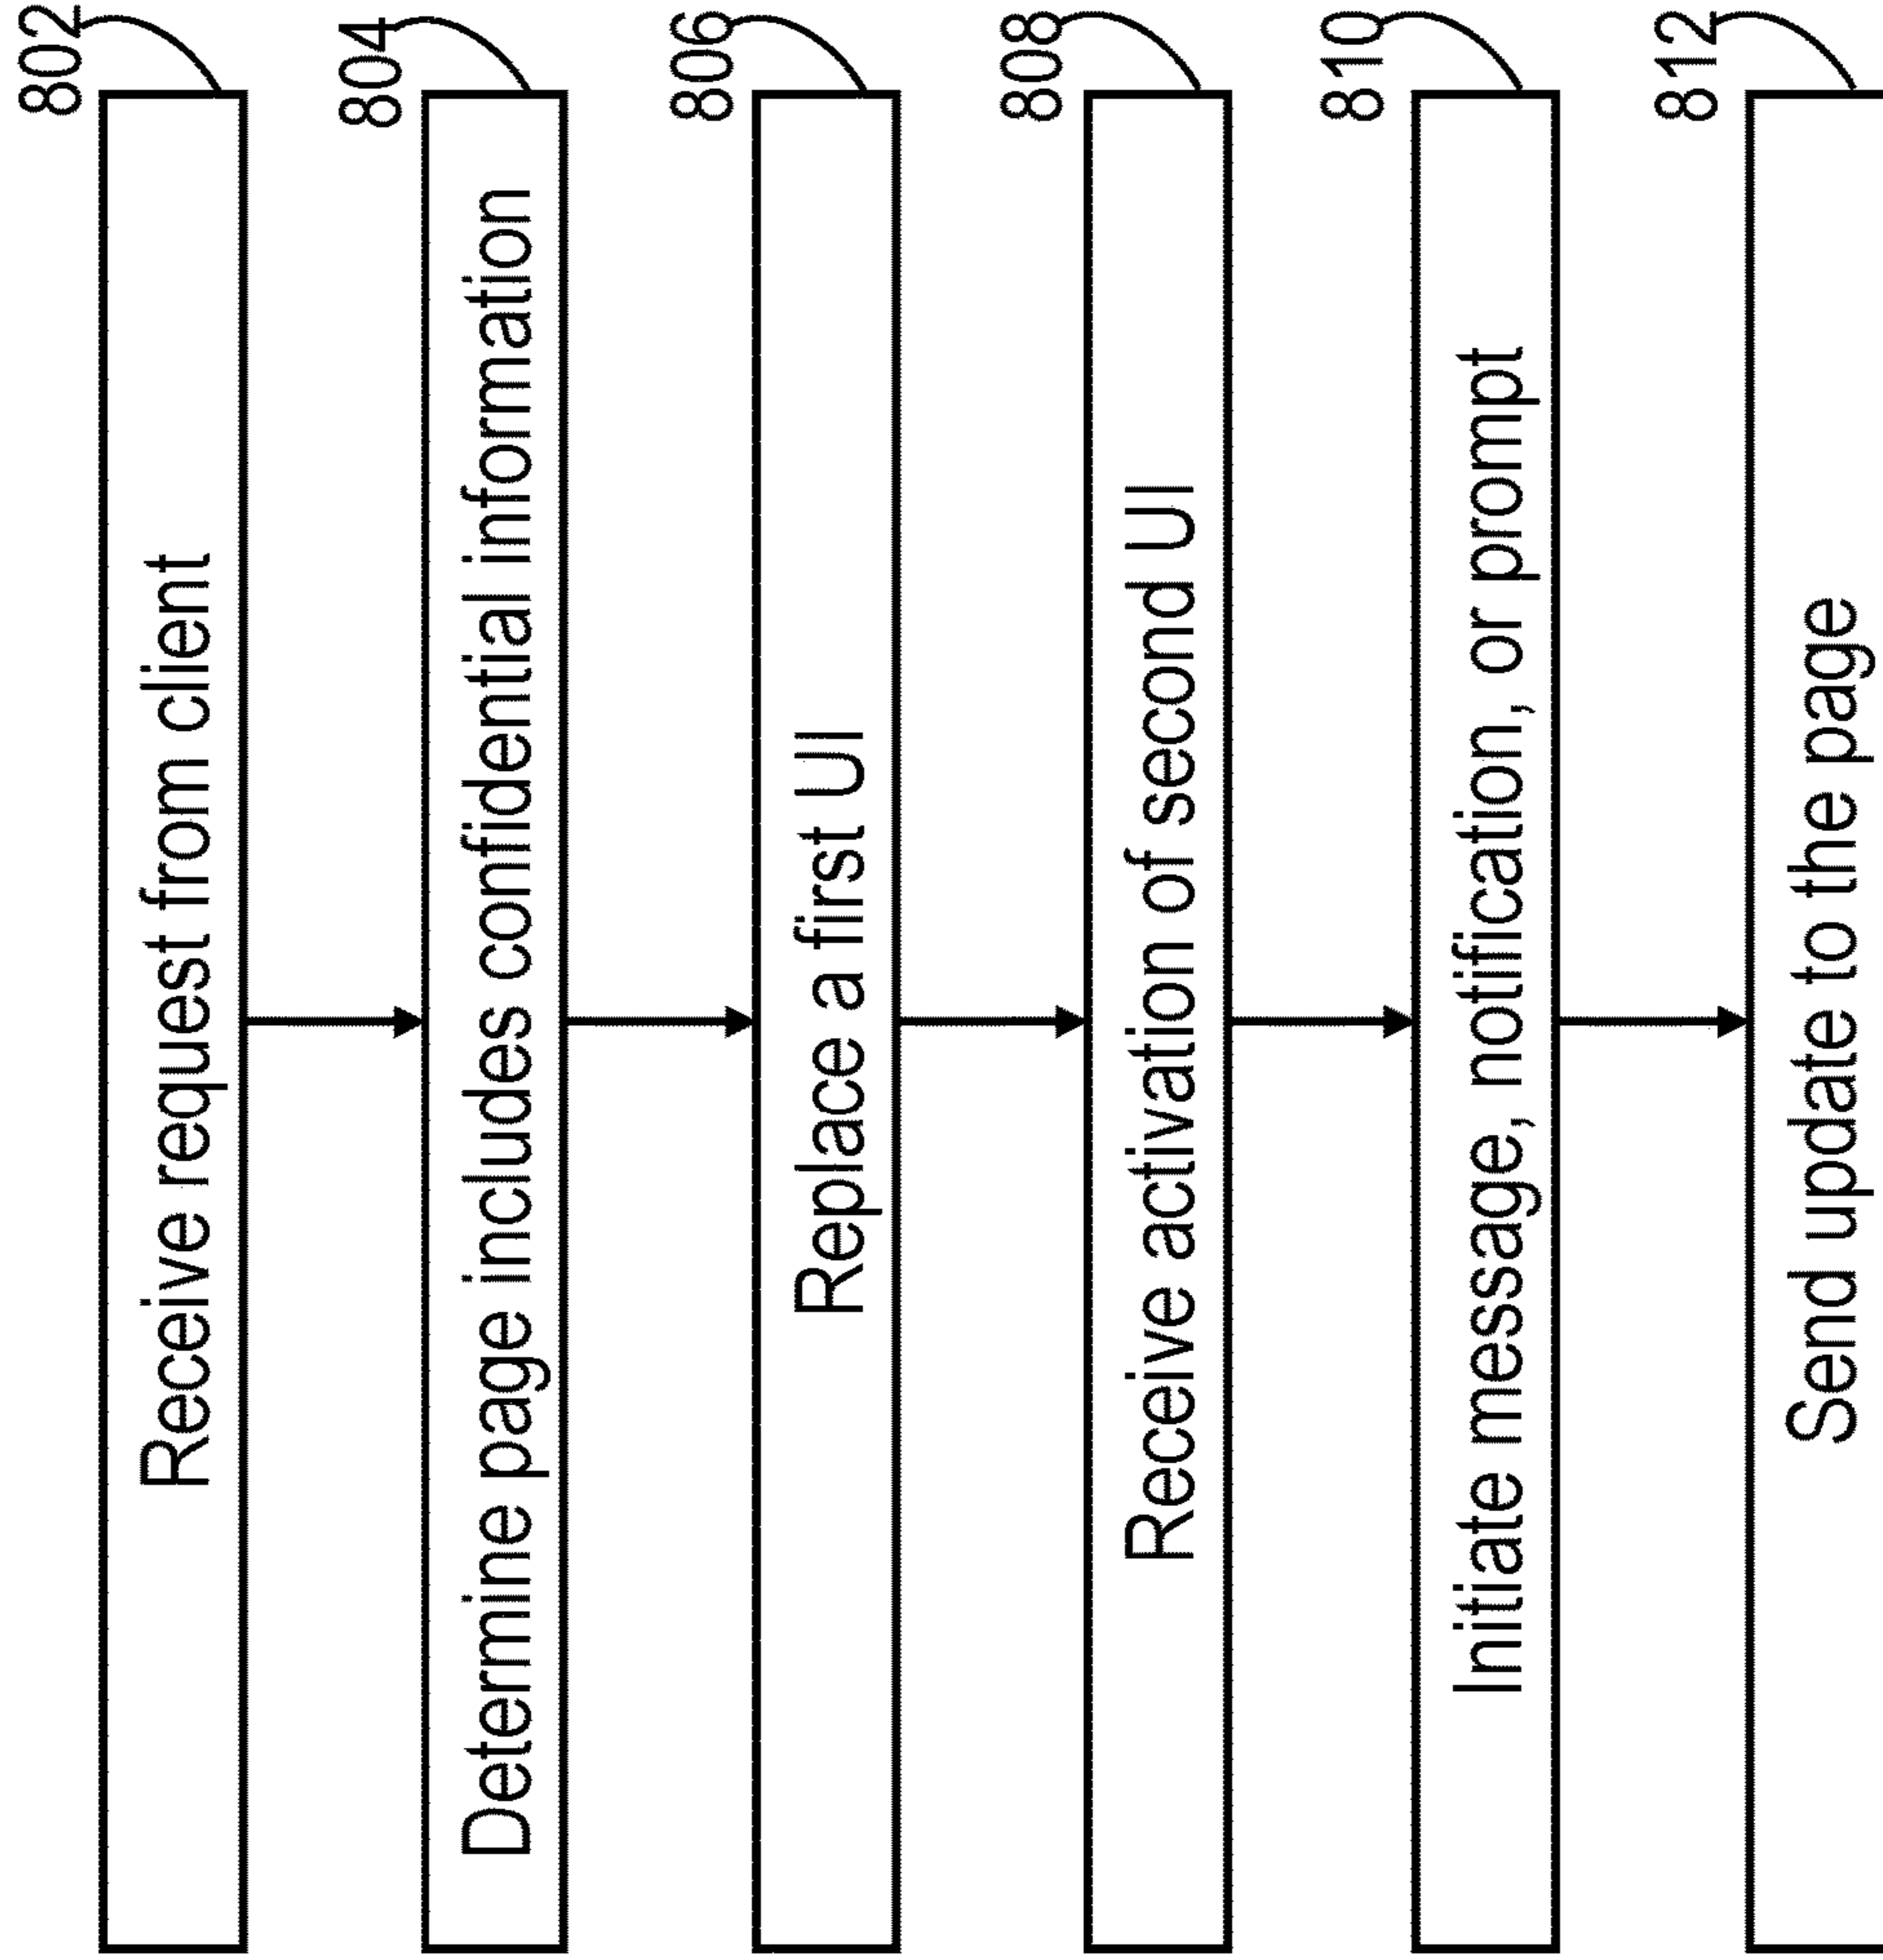 802
Receive request from client
804
Determine page includes confidential information
806
Replace a first UI
808
Receive activation of second UI
810
Initiate message, notification, or prompt
812
Send update to the page